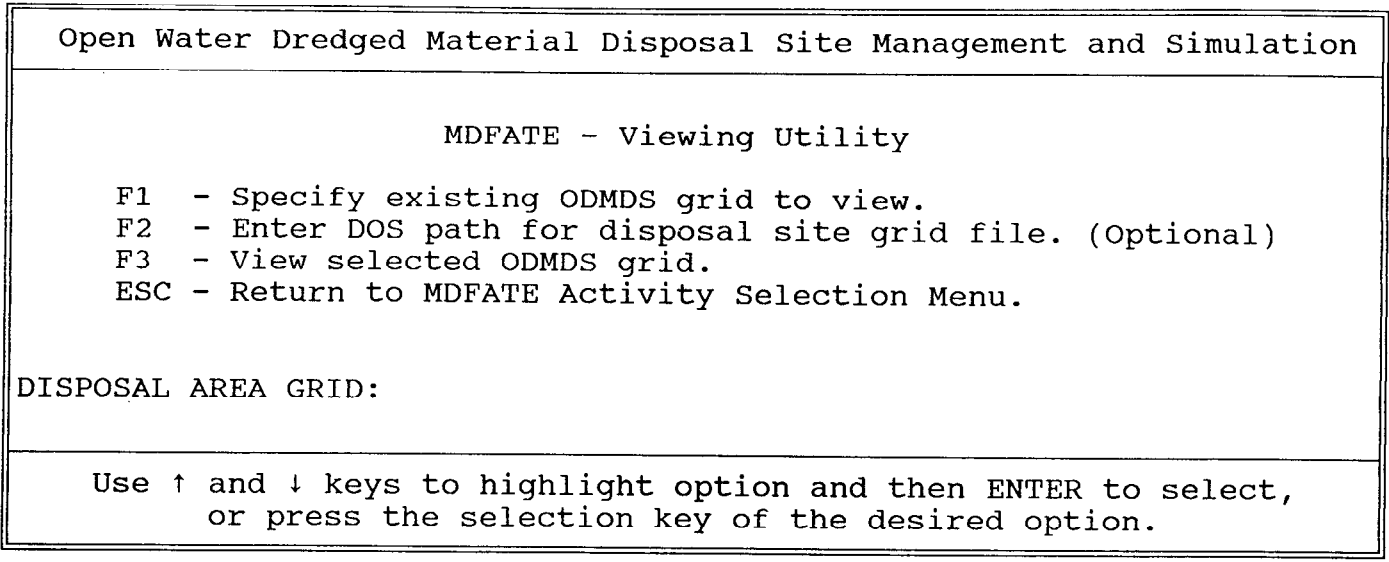 Open Water Dredged Material Disposal Site Management and Simulation
MDFATE - Viewing Utility
F1 - Specify existing ODMDS grid to view.
F2 - Enter DOS path for disposal site grid file. (Optional)
F3 - View selected ODMDS grid.
ESC - Return to MDFATE Activity Selection Menu.
DISPOSAL AREA GRID:
Use ↑ and ↓ keys to highlight option and then ENTER to select,
or press the selection key of the desired option.